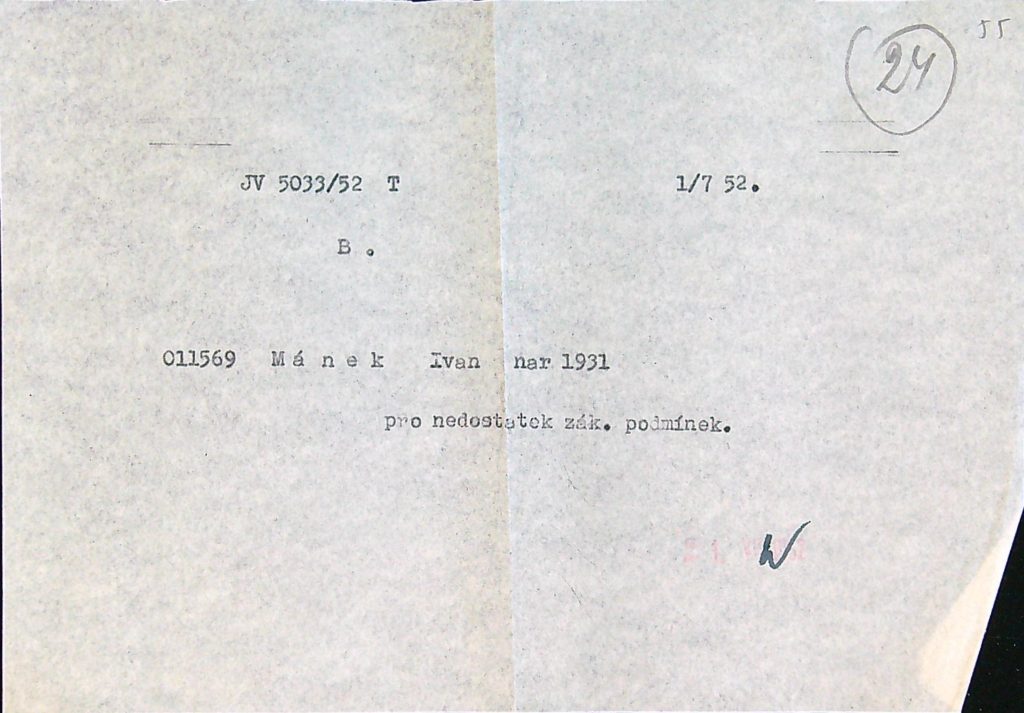 55
24
JV 5033/52 T 1/7 52.
B .
011569 M á n e k Ivan nar 1931
pro nedostatek zák. podmínek.